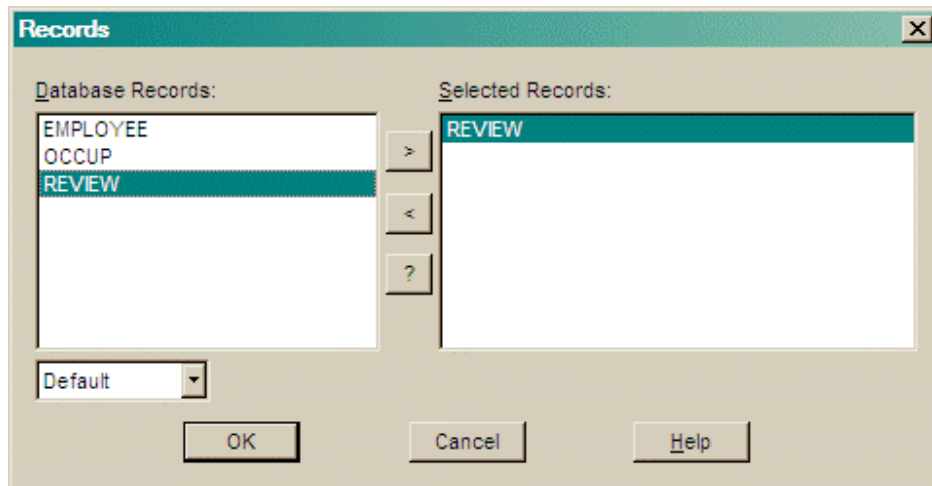 Records
Database Records:
Selected Records:
EMPLOYEE
OCCUP
REVIEW
REVIEW
>
<
?
Default
OK
Cancel
Help